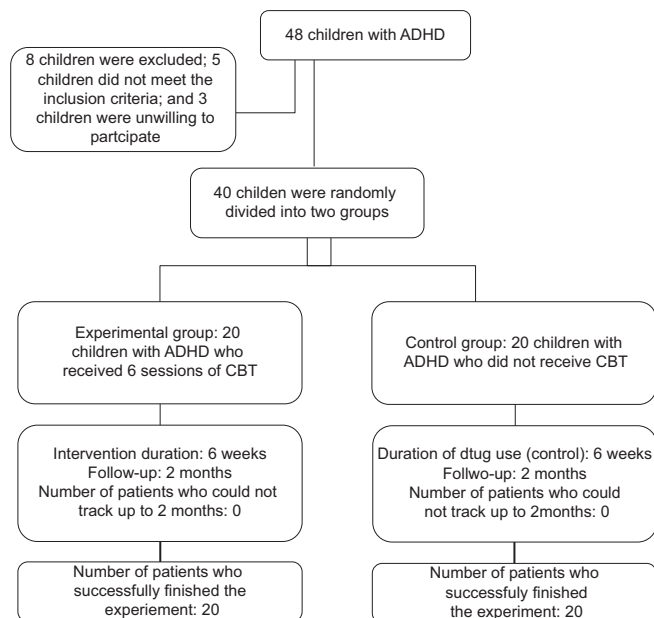 48 children with ADHD
8 children were excluded; 5
children did not meet the
inclusion criteria; and 3
children were unwilling to
partcipate
40 childen were randomly
divided into two groups
Experimental group: 20
children with ADHD who
received 6 sessions of CBT
Control group: 20 children with
ADHD who did not receive CBT
Intervention duration: 6 weeks
Follow-up: 2 months
Number of patients who could not
track up to 2 months: 0
Duration of dtug use (control): 6 weeks
Follwo-up: 2 months
Number of patients who could
not track up to 2months: 0
Number of patients who
successfully finished the
experiement: 20
Number of patients who
successfully finished
the experiment: 20